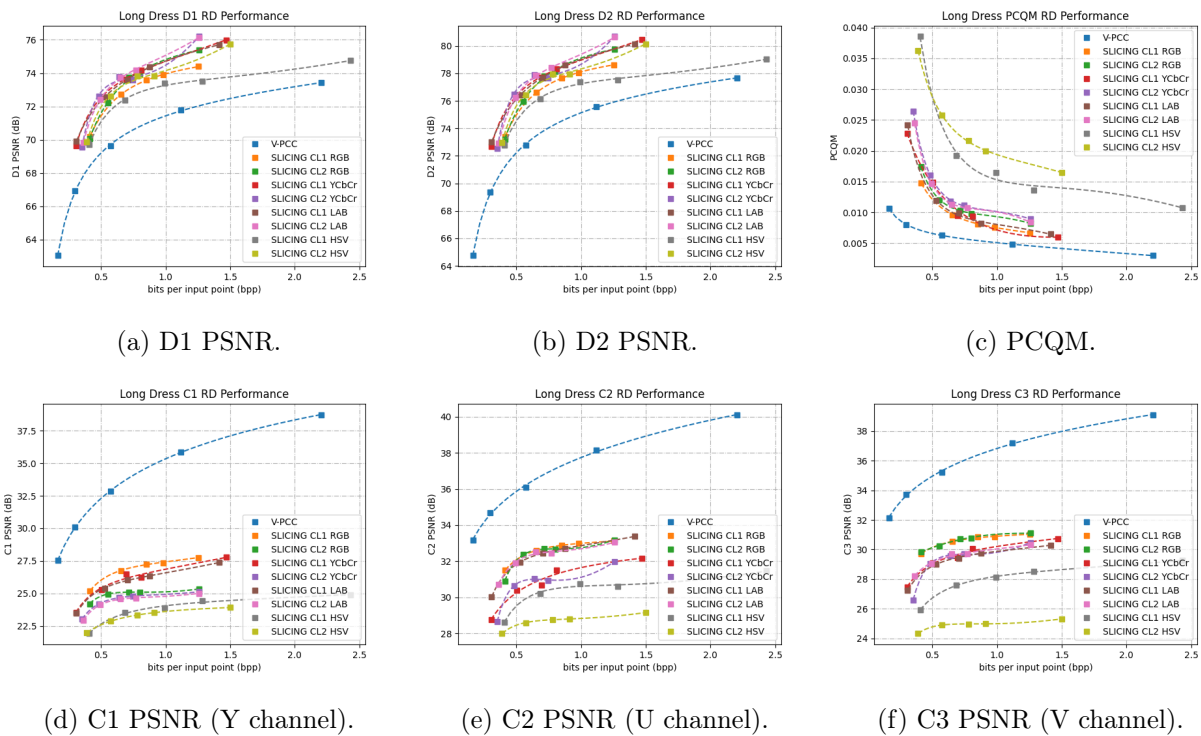 Long Dress D1 RD Performance
D1 PSNR (dB)
76
74
72
70
68
66
64
0.5 1.0 1.5 2.0 2.5
bits per input point (bpp)
V-PCC
SLICING CL1 RGB
SLICING CL2 RGB
SLICING CL1 YCbCr
SLICING CL2 YCbCr
SLICING CL1 LAB
SLICING CL2 LAB
SLICING CL1 HSV
SLICING CL2 HSV
(a) D1 PSNR.
Long Dress D2 RD Performance
D2 PSNR (dB)
80
78
76
74
72
70
68
66
64
0.5 1.0 1.5 2.0 2.5
bits per input point (bpp)
V-PCC
SLICING CL1 RGB
SLICING CL2 RGB
SLICING CL1 YCbCr
SLICING CL2 YCbCr
SLICING CL1 LAB
SLICING CL2 LAB
SLICING CL1 HSV
SLICING CL2 HSV
(b) D2 PSNR.
Long Dress PCQM RD Performance
PCQM
0.040
0.035
0.030
0.025
0.020
0.015
0.010
0.005
0.5 1.0 1.5 2.0 2.5
bits per input point (bpp)
V-PCC
SLICING CL1 RGB
SLICING CL2 RGB
SLICING CL1 YCbCr
SLICING CL2 YCbCr
SLICING CL1 LAB
SLICING CL2 LAB
SLICING CL1 HSV
SLICING CL2 HSV
(c) PCQM.
Long Dress C1 RD Performance
C1 PSNR (dB)
37.5
35.0
32.5
30.0
27.5
25.0
22.5
0.5 1.0 1.5 2.0 2.5
bits per input point (bpp)
V-PCC
SLICING CL1 RGB
SLICING CL2 RGB
SLICING CL1 YCbCr
SLICING CL2 YCbCr
SLICING CL1 LAB
SLICING CL2 LAB
SLICING CL1 HSV
SLICING CL2 HSV
(d) C1 PSNR (Y channel).
Long Dress C2 RD Performance
C2 PSNR (dB)
40
38
36
34
32
30
28
0.5 1.0 1.5 2.0 2.5
bits per input point (bpp)
V-PCC
SLICING CL1 RGB
SLICING CL2 RGB
SLICING CL1 YCbCr
SLICING CL2 YCbCr
SLICING CL1 LAB
SLICING CL2 LAB
SLICING CL1 HSV
SLICING CL2 HSV
(e) C2 PSNR (U channel).
Long Dress C3 RD Performance
C3 PSNR (dB)
38
36
34
32
30
28
26
24
0.5 1.0 1.5 2.0 2.5
bits per input point (bpp)
V-PCC
SLICING CL1 RGB
SLICING CL2 RGB
SLICING CL1 YCbCr
SLICING CL2 YCbCr
SLICING CL1 LAB
SLICING CL2 LAB
SLICING CL1 HSV
SLICING CL2 HSV
(f) C3 PSNR (V channel).